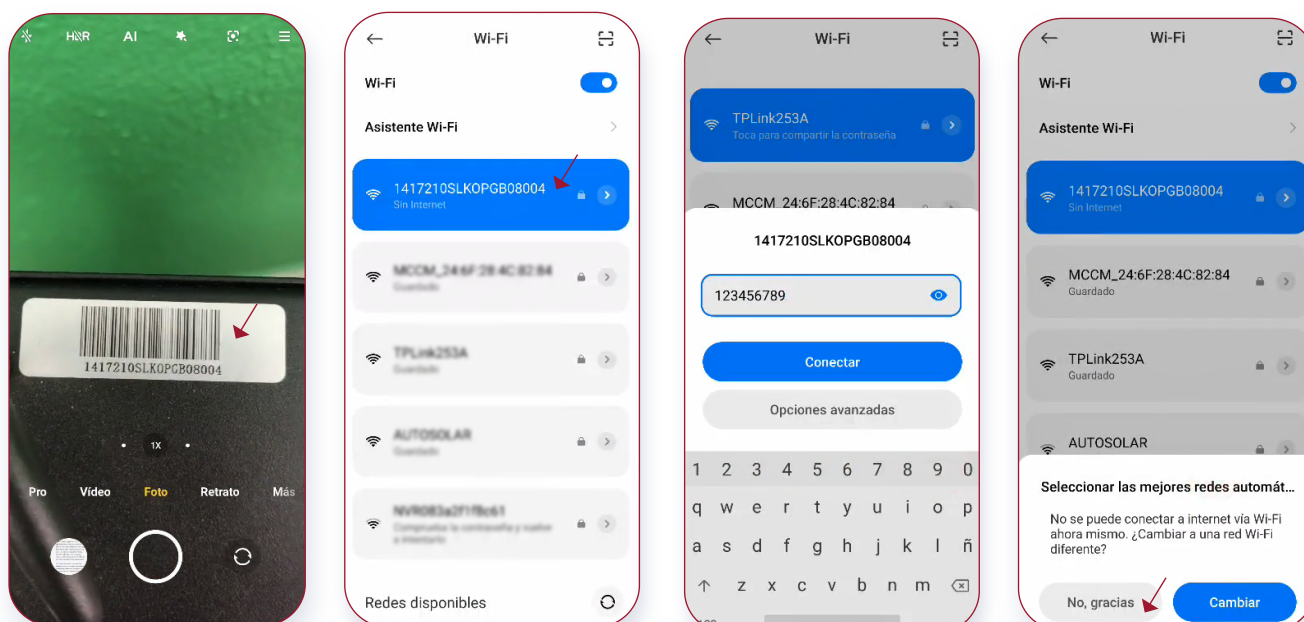 HDR
AI
1417210SLKOPGB08004
1X
Pro Vídeo Foto Retrato Más
Wi-Fi
Wi-Fi
Asistente Wi-Fi
1417210SLKOPGB08004
Sin Internet
MCCM_24:6F:28:4C:82:84
Guardado
TPLink253A
Guardado
AUTOSOLAR
Guardado
NVR083a2f1f8c61
Comprueba la contraseña y vuelve
a intentarlo
Redes disponibles
Wi-Fi
TPLink253A
Toca para compartir la contraseña
MCCM_24:6F:28:4C:82:84
1417210SLKOPGB08004
123456789
Conectar
Opciones avanzadas
1 2 3 4 5 6 7 8 9 0
q w e r t y u i o p
a s d f g h j k l ñ
z x c v b n m
Wi-Fi
Wi-Fi
Asistente Wi-Fi
1417210SLKOPGB08004
Sin Internet
MCCM_24:6F:28:4C:82:84
Guardado
TPLink253A
Guardado
AUTOSOLAR
Seleccionar las mejores redes automát...
No se puede conectar a internet vía Wi-Fi
ahora mismo. ¿Cambiar a una red Wi-Fi
diferente?
No, gracias
Cambiar